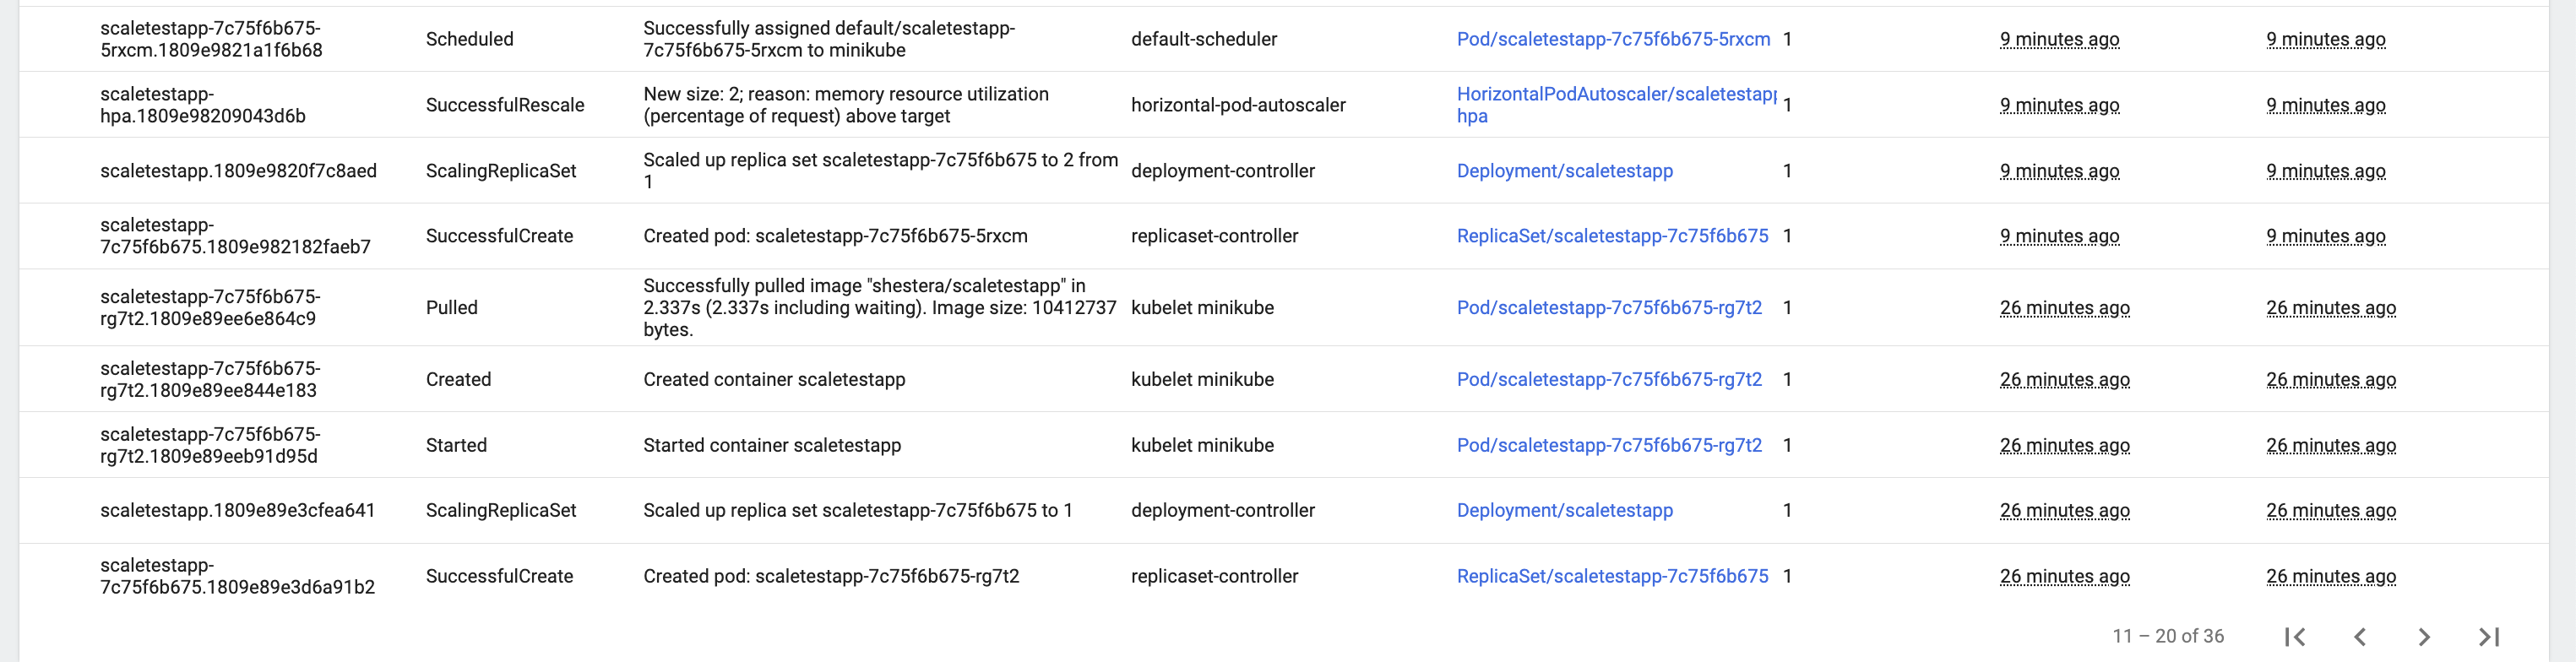 scaletestapp-7c75f6b675-
5rxcm.1809e9821a1f6b68
Scheduled
Successfully assigned default/scaletestapp-
7c75f6b675-5rxcm to minikube
default-scheduler
Pod/scaletestapp-7c75f6b675-5rxcm
1
9 minutes ago
9 minutes ago
scaletestapp-
hpa.1809e98209043d6b
SuccessfulRescale
New size: 2; reason: memory resource utilization
(percentage of request) above target
horizontal-pod-autoscaler
HorizontalPodAutoscaler/scaletestapp
hpa
1
9 minutes ago
9 minutes ago
scaletestapp.1809e9820f7c8aed
ScalingReplicaSet
Scaled up replica set scaletestapp-7c75f6b675 to 2 from
1
deployment-controller
Deployment/scaletestapp
1
9 minutes ago
9 minutes ago
scaletestapp-
7c75f6b675.1809e982182faeb7
SuccessfulCreate
Created pod: scaletestapp-7c75f6b675-5rxcm
replicaset-controller
ReplicaSet/scaletestapp-7c75f6b675
1
9 minutes ago
9 minutes ago
scaletestapp-7c75f6b675-
rg7t2.1809e89ee6e864c9
Pulled
Successfully pulled image "shestera/scaletestapp" in
2.337s (2.337s including waiting). Image size: 10412737
bytes.
kubelet minikube
Pod/scaletestapp-7c75f6b675-rg7t2
1
26 minutes ago
26 minutes ago
scaletestapp-7c75f6b675-
rg7t2.1809e89ee844e183
Created
Created container scaletestapp
kubelet minikube
Pod/scaletestapp-7c75f6b675-rg7t2
1
26 minutes ago
26 minutes ago
scaletestapp-7c75f6b675-
rg7t2.1809e89eeb91d95d
Started
Started container scaletestapp
kubelet minikube
Pod/scaletestapp-7c75f6b675-rg7t2
1
26 minutes ago
26 minutes ago
scaletestapp.1809e89e3cfea641
ScalingReplicaSet
Scaled up replica set scaletestapp-7c75f6b675 to 1
deployment-controller
Deployment/scaletestapp
1
26 minutes ago
26 minutes ago
scaletestapp-
7c75f6b675.1809e89e3d6a91b2
SuccessfulCreate
Created pod: scaletestapp-7c75f6b675-rg7t2
replicaset-controller
ReplicaSet/scaletestapp-7c75f6b675
1
26 minutes ago
26 minutes ago
11 – 20 of 36